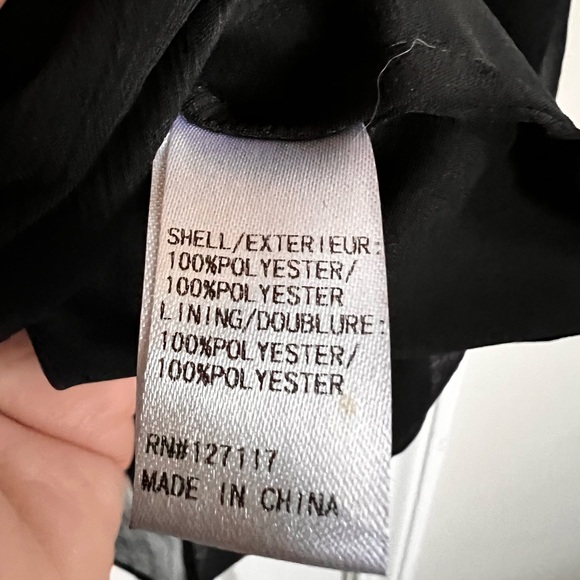 SHELL/EXTERIEUR:
100%POLYESTER/
100%POLYESTER
LINING/DOUBLURE:
100%POLYESTER/
100%POLYESTER
RN#127117
MADE IN CHINA